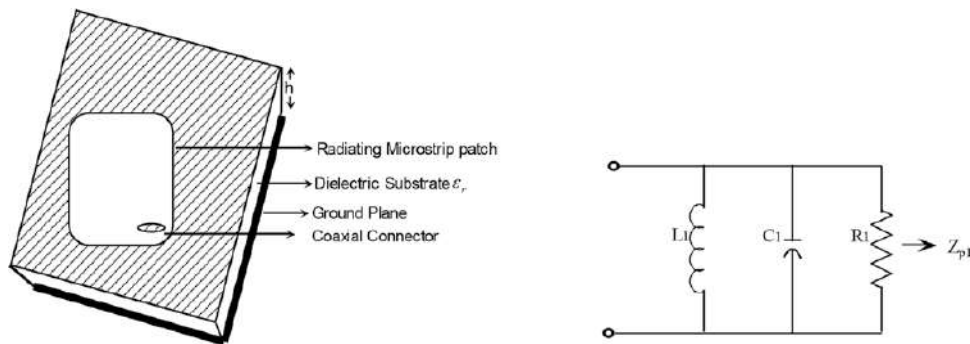 h
Radiating Microstrip patch
Dielectric Substrate εr
Ground Plane
Coaxial Connector
L1 C1 R1 Zp1